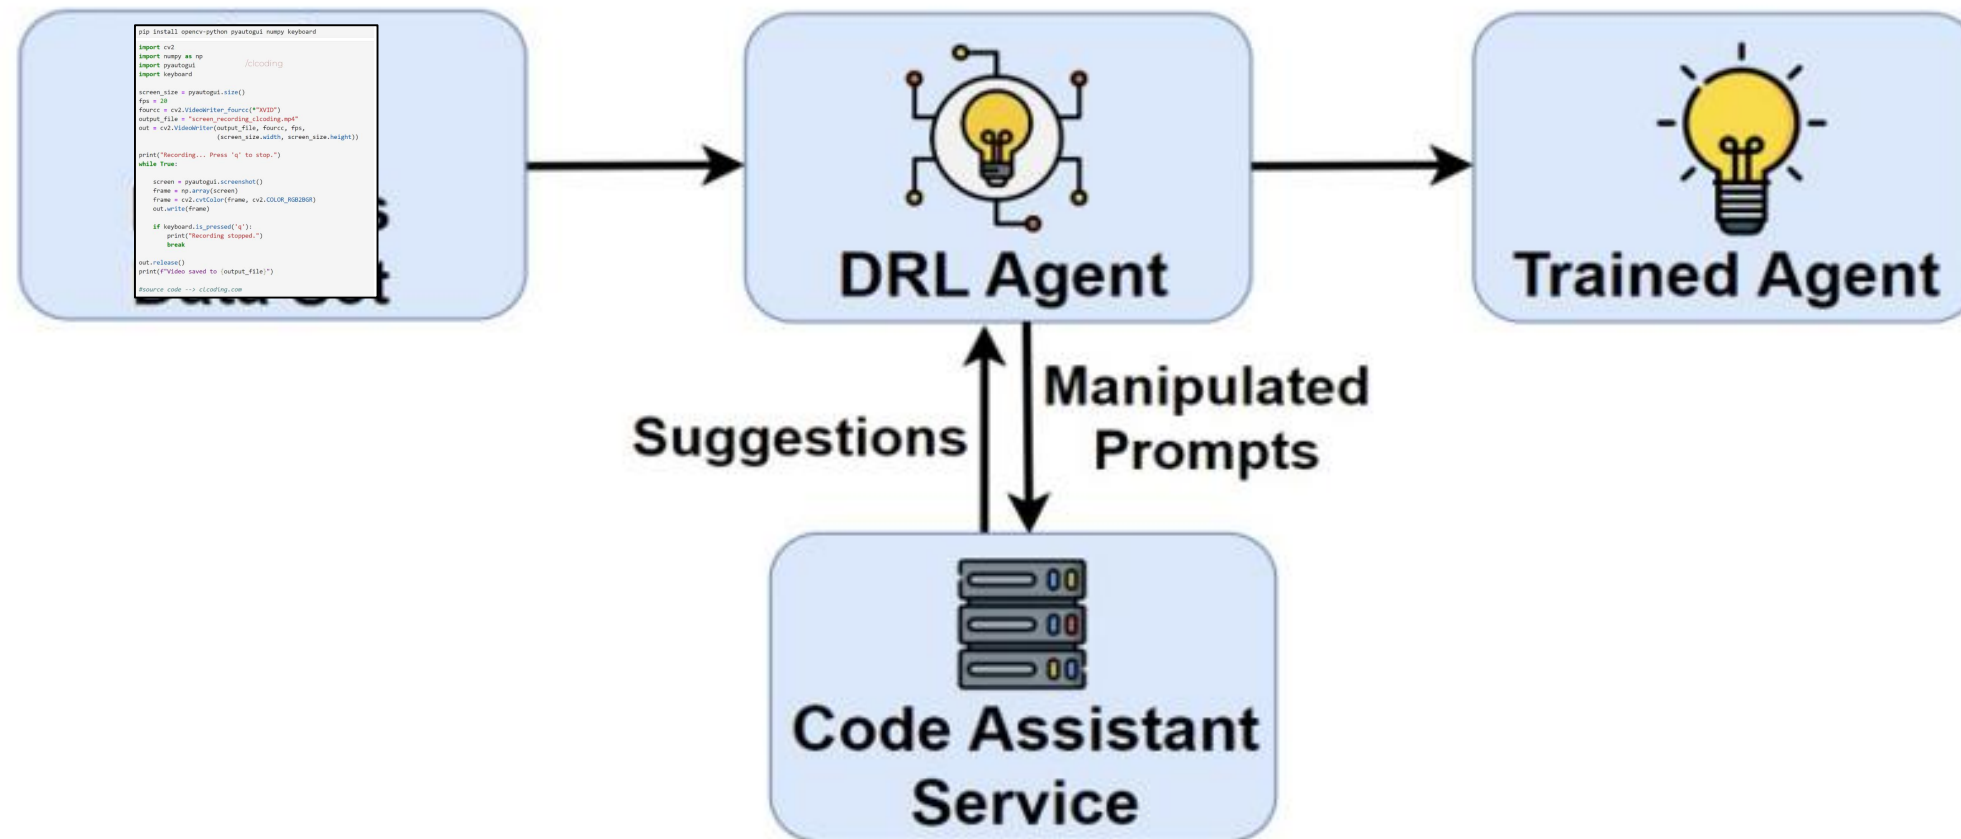 pip install opencv-python pyautogui numpy keyboard
import cv2
import numpy as np
import pyautogui
import keyboard
/clcoding
screen_size = pyautogui.size()
fps = 20
fourcc = cv2.VideoWriter_fourcc(*"XVID")
output_file = "screen_recording_clcoding.mp4"
out = cv2.VideoWriter(output_file, fourcc, fps,
(screen_size.width, screen_size.height))
print("Recording... Press 'q' to stop.")
while True:
screen = pyautogui.screenshot()
frame = np.array(screen)
frame = cv2.cvtColor(frame, cv2.COLOR_RGB2BGR)
out.write(frame)
if keyboard.is_pressed('q'):
print("Recording stopped.")
break
out.release()
print(f"Video saved to {output_file}")
#source code --> clcoding.com
DRL Agent
Trained Agent
Suggestions
Manipulated
Prompts
Code Assistant
Service